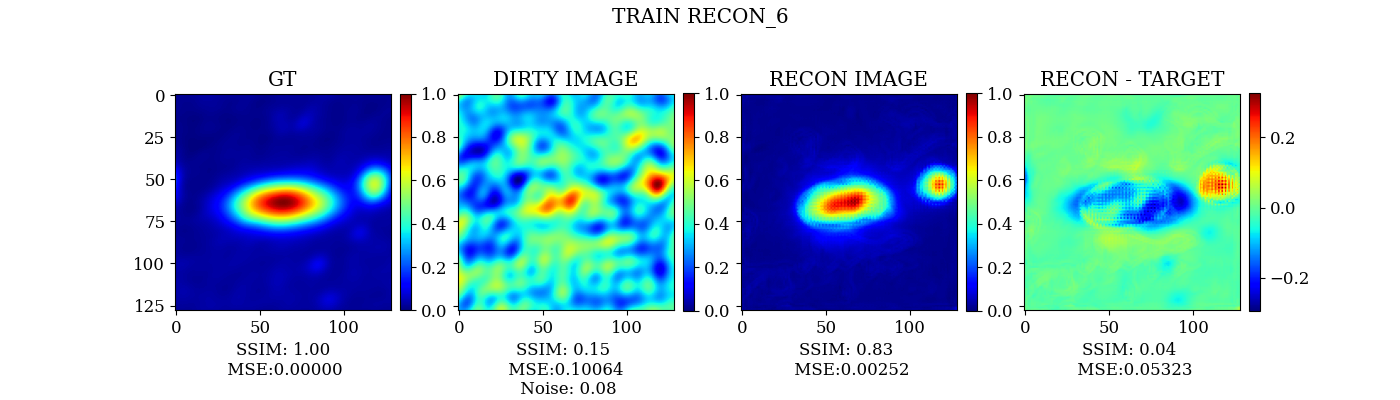 TRAIN RECON_6
GT
DIRTY IMAGE
RECON IMAGE
RECON - TARGET
0
25
50
75
100
125
0
50
100
1.0
0.8
0.6
0.4
0.2
0.0
0
50
100
1.0
0.8
0.6
0.4
0.2
0.0
0
50
100
1.0
0.8
0.6
0.4
0.2
0.0
0
50
100
0.2
0.0
−0.2
SSIM: 1.00
MSE:0.00000
SSIM: 0.15
MSE:0.10064
Noise: 0.08
SSIM: 0.83
MSE:0.00252
SSIM: 0.04
MSE:0.05323